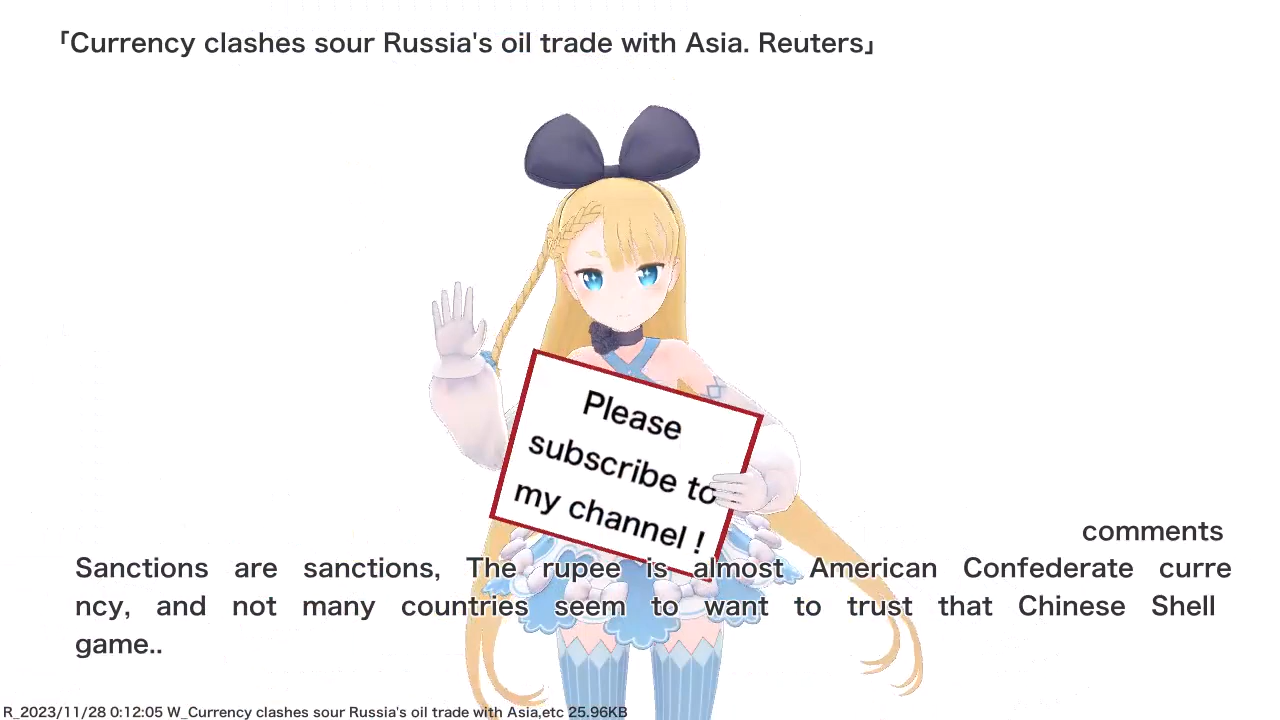 「Currency clashes sour Russia's oil trade with Asia. Reuters」
Please
subscribe to
my channel !
comments
Sanctions are sanctions, The rupee is almost American Confederate curre
ncy, and not many countries seem to want to trust that Chinese Shell
game..
R_2023/11/28 0:12:05 W_Currency clashes sour Russia's oil trade with Asia,etc 25.96KB